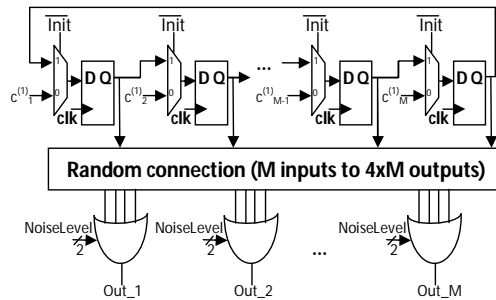 Init Init Init Init
1 1 ... 1 1
D Q D Q D Q D Q
c(1)1 0 c(1)2 0 c(1)M-1 0 c(1)M 0
clk clk clk clk
Random connection (M inputs to 4xM outputs)
NoiseLevel NoiseLevel NoiseLevel
2 2 ... 2
Out_1 Out_2 Out_M